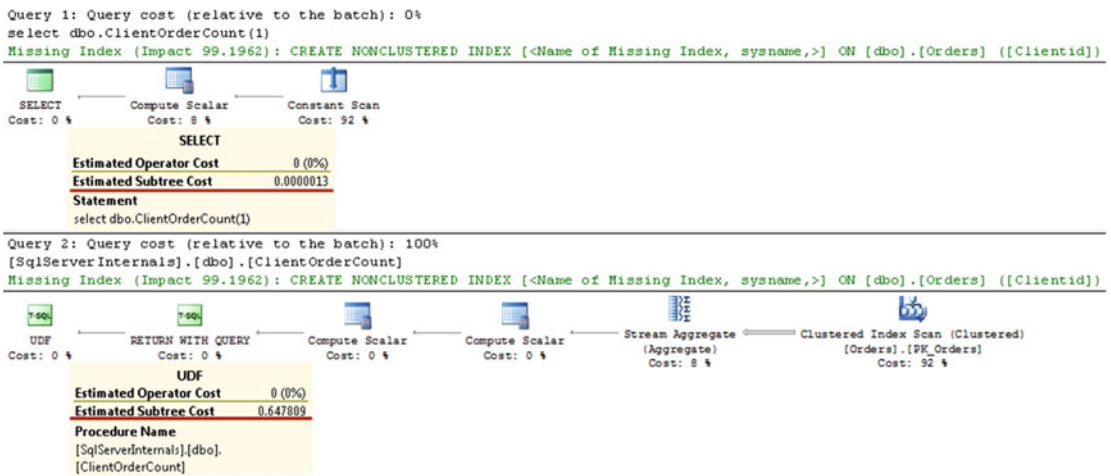 Query 1: Query cost (relative to the batch): 0%
select dbo.ClientOrderCount(1)
Missing Index (Impact 99.1962): CREATE NONCLUSTERED INDEX [<Name of Missing Index, sysname,>] ON [dbo].[Orders] ([Clientid])
SELECT
Cost: 0 %
Compute Scalar
Cost: 8 %
Constant Scan
Cost: 92 %
SELECT
Estimated Operator Cost 0 (0%)
Estimated Subtree Cost 0.0000013
Statement
select dbo.ClientOrderCount(1)
Query 2: Query cost (relative to the batch): 100%
[SqlServerInternals].[dbo].[ClientOrderCount]
Missing Index (Impact 99.1962): CREATE NONCLUSTERED INDEX [<Name of Missing Index, sysname,>] ON [dbo].[Orders] ([Clientid])
T-SQL
UDF
Cost: 0 %
T-SQL
RETURN WITH QUERY
Cost: 0 %
Compute Scalar
Cost: 0 %
Compute Scalar
Cost: 0 %
Stream Aggregate
(Aggregate)
Cost: 8 %
Clustered Index Scan (Clustered)
[Orders].[PK_Orders]
Cost: 92 %
UDF
Estimated Operator Cost 0 (0%)
Estimated Subtree Cost 0.647809
Procedure Name
[SqlServerInternals].[dbo].
[ClientOrderCount]